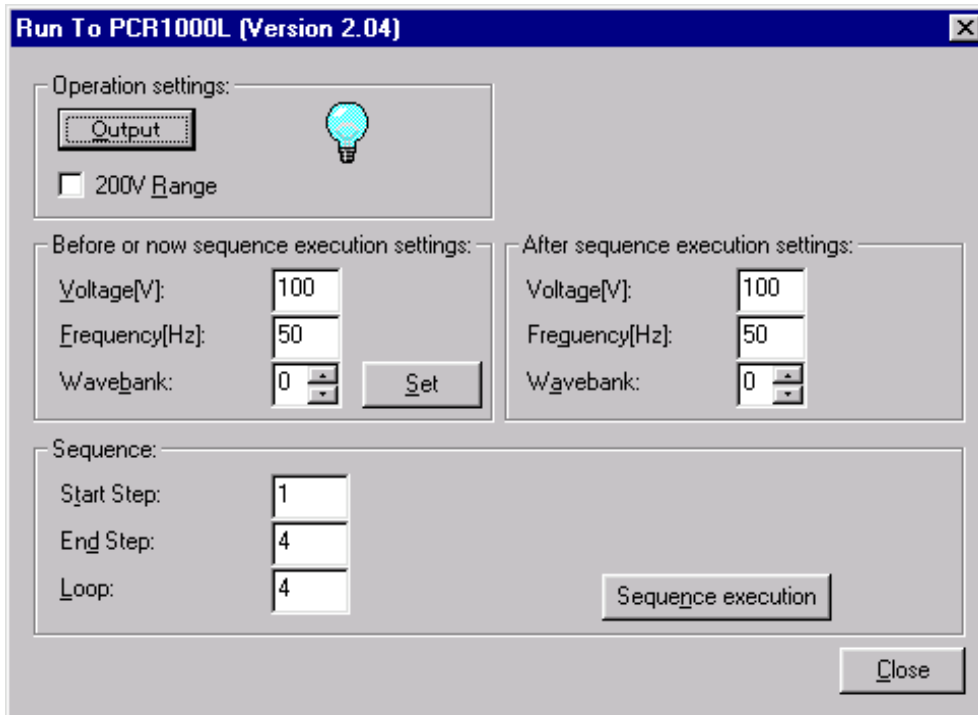 Run To PCR1000L (Version 2.04)
Operation settings:
Output
200V Range
Before or now sequence execution settings:
Voltage[V]: 100
Frequency[Hz]: 50
Wavebank: 0
Set
After sequence execution settings:
Voltage[V]: 100
Freguency[Hz]: 50
Wavebank: 0
Sequence:
Start Step: 1
End Step: 4
Loop: 4
Sequence execution
Close